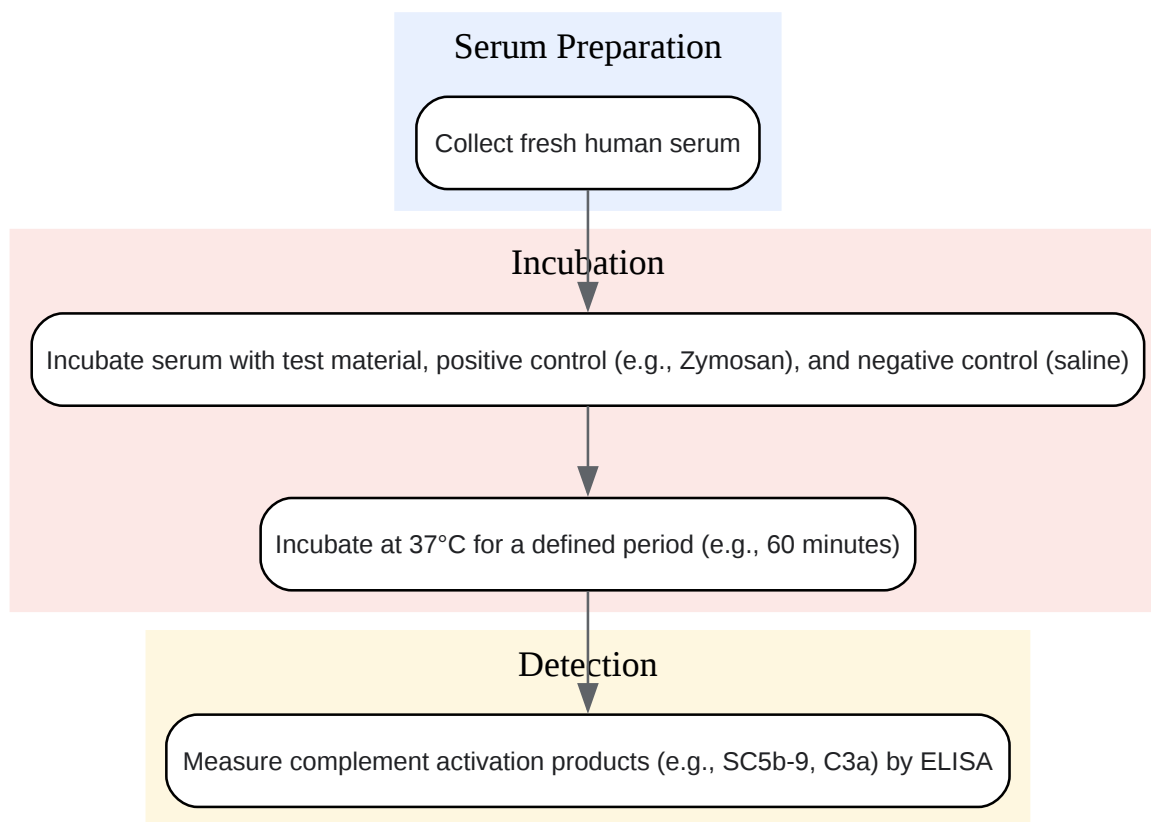 Serum Preparation
Collect fresh human serum
Incubation
Incubate serum with test material, positive control (e.g., Zymosan), and negative control (saline)
Incubate at 37°C for a defined period (e.g., 60 minutes)
Detection
Measure complement activation products (e.g., SC5b-9, C3a) by ELISA